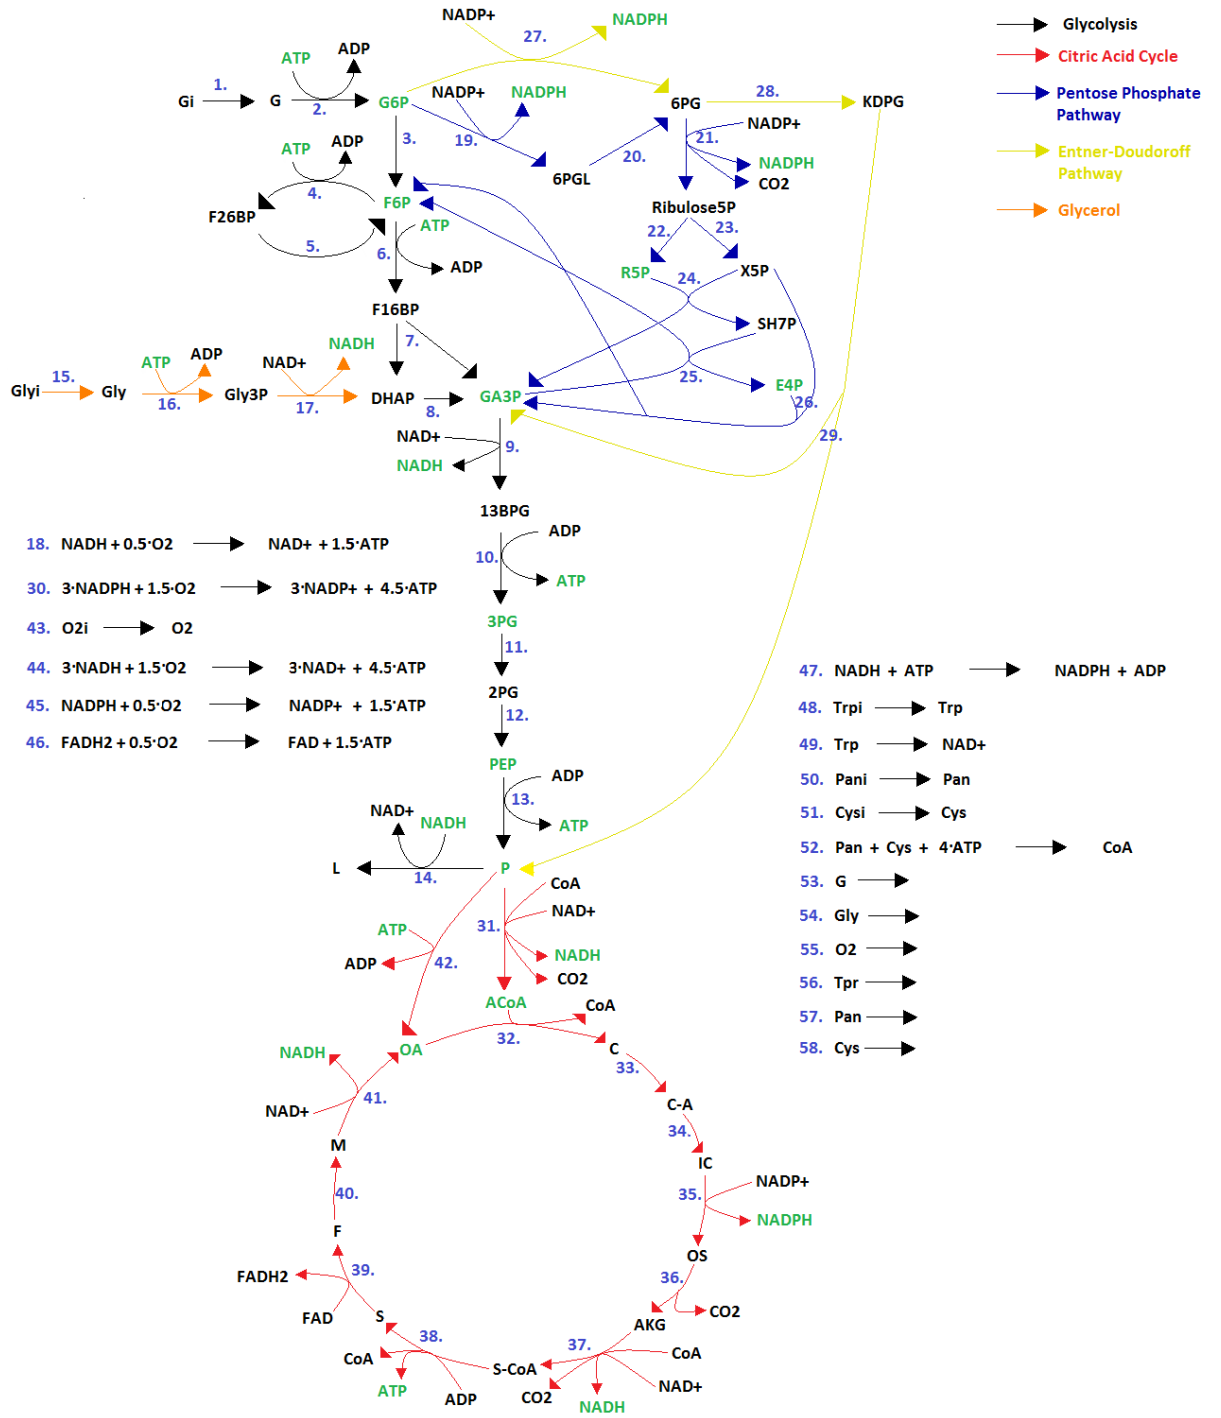 NADP+
NADPH
27.
Glycolysis
Citric Acid Cycle
Pentose Phosphate
Pathway
Entner-Doudoroff
Pathway
Glycerol
ATP
ADP
1.
Gi
G
2.
G6P
NADP+
NADPH
6PG
28.
KDPG
3.
19.
20.
21.
NADP+
NADPH
CO2
6PGL
ATP
ADP
4.
F26BP
F6P
5.
6.
ATP
ADP
Ribulose5P
22.
23.
R5P
24.
X5P
SH7P
F16BP
7.
25.
E4P
26.
29.
15.
Glyi
Gly
ATP
ADP
16.
Gly3P
NAD+
NADH
17.
DHAP
8.
GA3P
NAD+
NADH
9.
13BPG
ADP
10.
ATP
18. NADH + 0.5·O2 NAD+ + 1.5·ATP
30. 3·NADPH + 1.5·O2 3·NADP+ + 4.5·ATP
43. O2i O2
44. 3·NADH + 1.5·O2 3·NAD+ + 4.5·ATP
45. NADPH + 0.5·O2 NADP+ + 1.5·ATP
46. FADH2 + 0.5·O2 FAD + 1.5·ATP
3PG
11.
2PG
12.
PEP
ADP
13.
ATP
NAD+
NADH
L
14.
P
47. NADH + ATP NADPH + ADP
48. Trpi Trp
49. Trp NAD+
50. Pani Pan
51. Cysi Cys
52. Pan + Cys + 4·ATP CoA
53. G
54. Gly
55. O2
56. Tpr
57. Pan
58. Cys
CoA
NAD+
31.
NADH
CO2
ATP
ADP
42.
ACoA
CoA
32.
OA
C
33.
C-A
34.
IC
35.
NADP+
NADPH
OS
36.
CO2
AKG
37.
CoA
NAD+
NADH
CO2
S-CoA
38.
CoA
ATP
ADP
S
39.
FADH2
FAD
F
40.
M
41.
NAD+
NADH